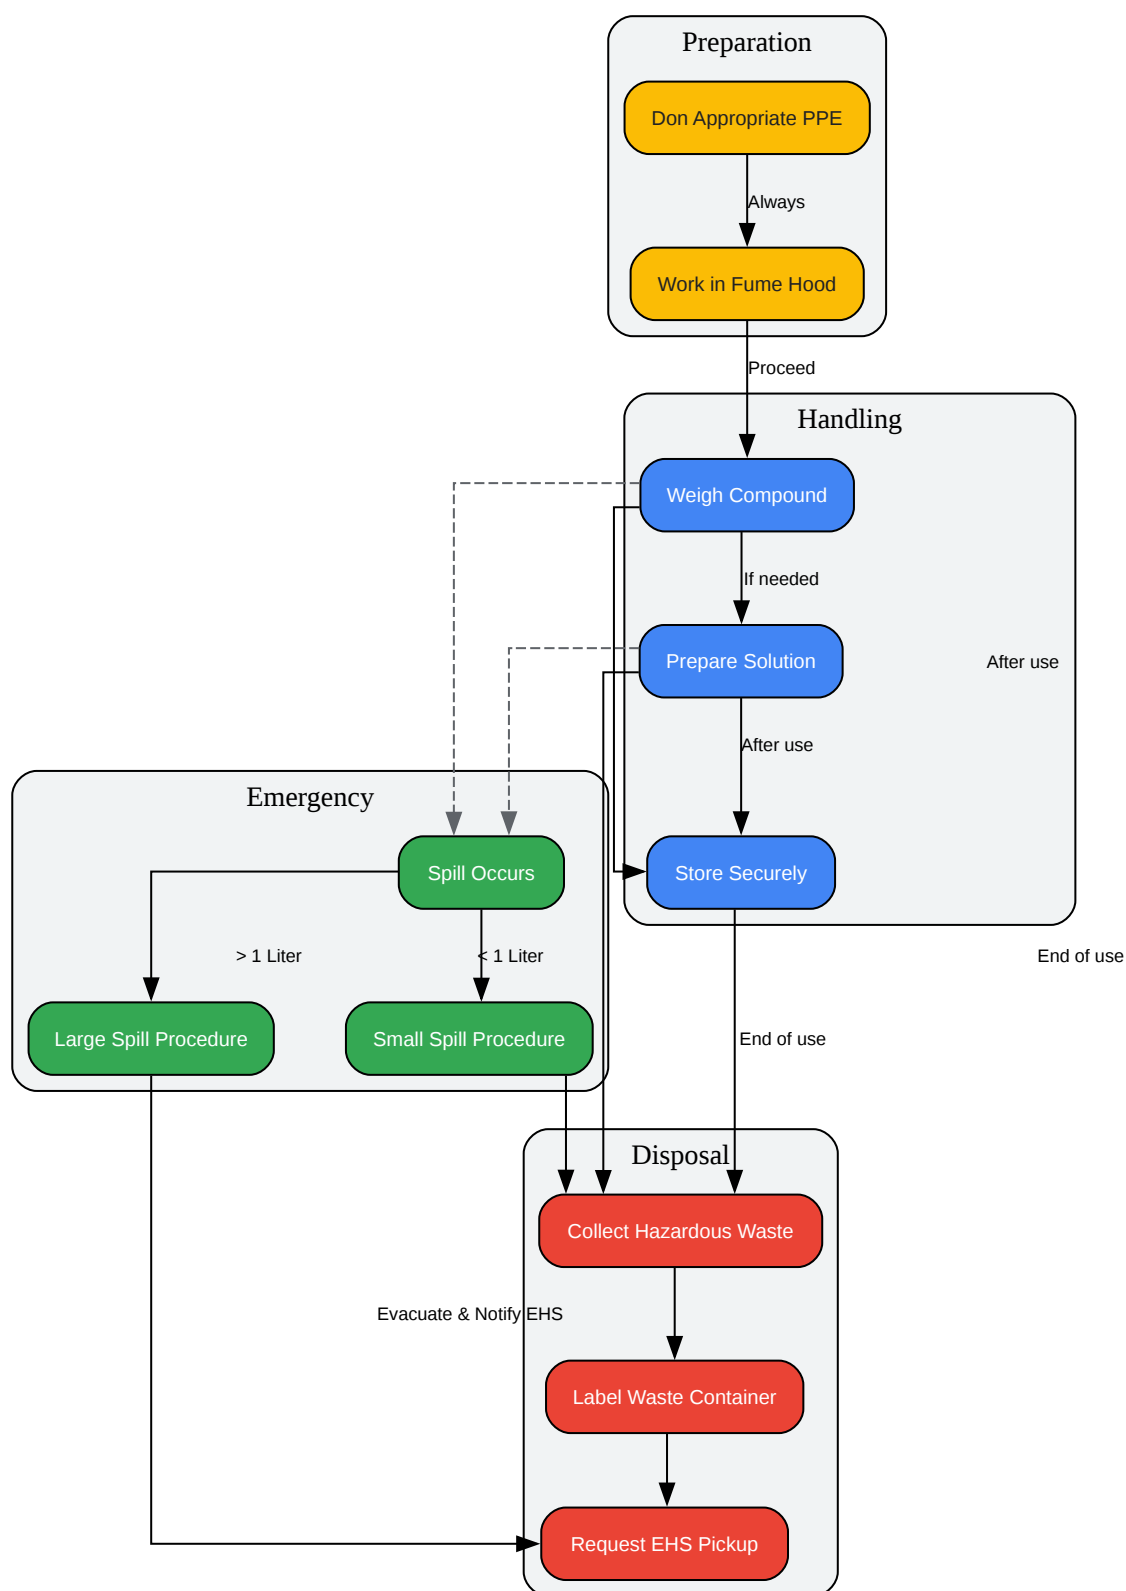 Preparation
Don Appropriate PPE
Always
Work in Fume Hood
Proceed
Handling
Weigh Compound
If needed
Prepare Solution
After use
After use
Emergency
Spill Occurs
Store Securely
> 1 Liter
< 1 Liter
End of use
Large Spill Procedure
Small Spill Procedure
End of use
Disposal
Collect Hazardous Waste
Evacuate & Notify EHS
Label Waste Container
Request EHS Pickup